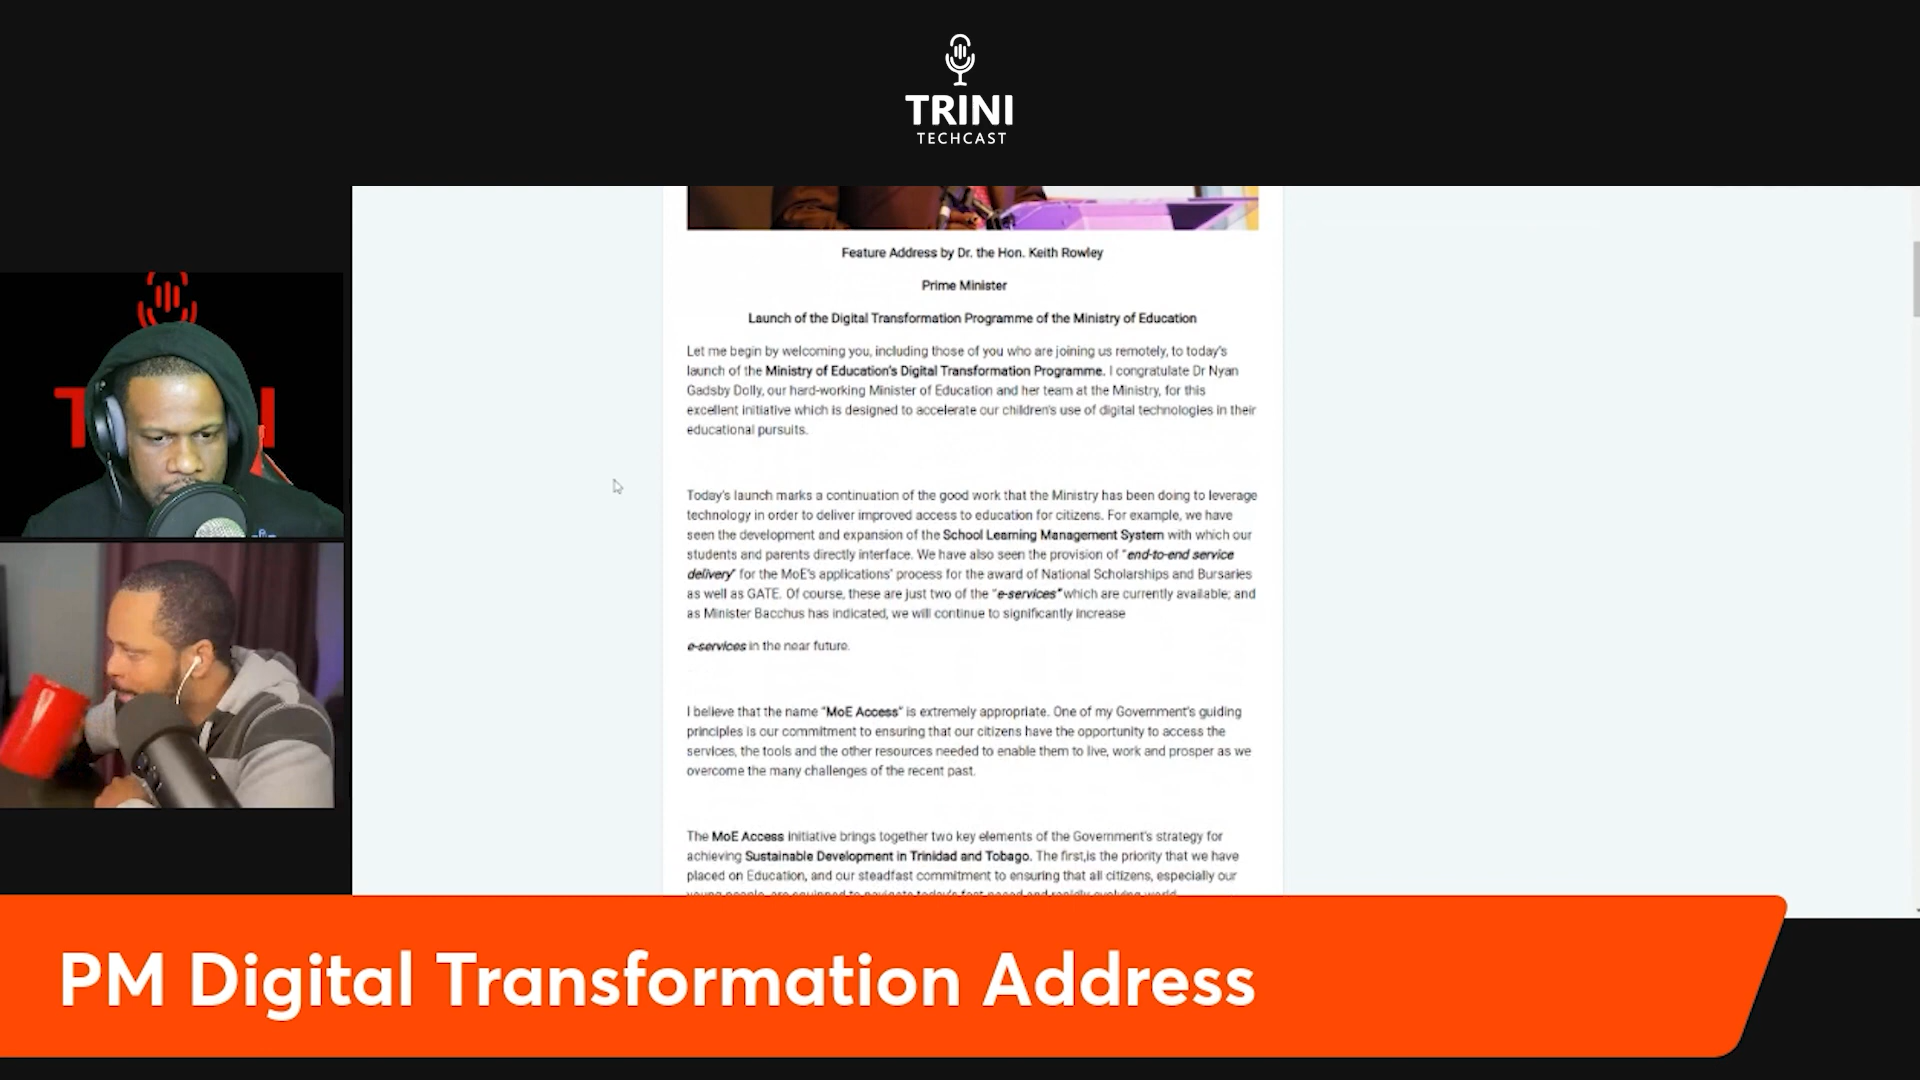 TRINI
TECHCAST
Feature Address by Dr. the Hon. Keith Rowley
Prime Minister
Launch of the Digital Transformation Programme of the Ministry of Education
Let me begin by welcoming you, including those of you who are joining us remotely, to today's
launch of the Ministry of Education's Digital Transformation Programme. I congratulate Dr Nyan
Gadsby Dolly, our hard-working Minister of Education and her team at the Ministry, for this
excellent initiative which is designed to accelerate our children's use of digital technologies in their
educational pursuits.
Today's launch marks a continuation of the good work that the Ministry has been doing to leverage
technology in order to deliver improved access to education for citizens. For example, we have
seen the development and expansion of the School Learning Management System with which our
students and parents directly interface. We have also seen the provision of "end-to-end service
delivery" for the MoE's applications' process for the award of National Scholarships and Bursaries
as well as GATE. Of course, these are just two of the "e-services" which are currently available; and
as Minister Bacchus has indicated, we will continue to significantly increase
e-services in the near future.
I believe that the name "MoE Access" is extremely appropriate. One of my Government's guiding
principles is our commitment to ensuring that our citizens have the opportunity to access the
services, the tools and the other resources needed to enable them to live, work and prosper as we
overcome the many challenges of the recent past.
The MoE Access initiative brings together two key elements of the Government's strategy for
achieving Sustainable Development in Trinidad and Tobago. The first,is the priority that we have
placed on Education, and our steadfast commitment to ensuring that all citizens, especially our
young people, are equipped to navigate today's fast-paced and rapidly evolving world.
T I
PM Digital Transformation Address